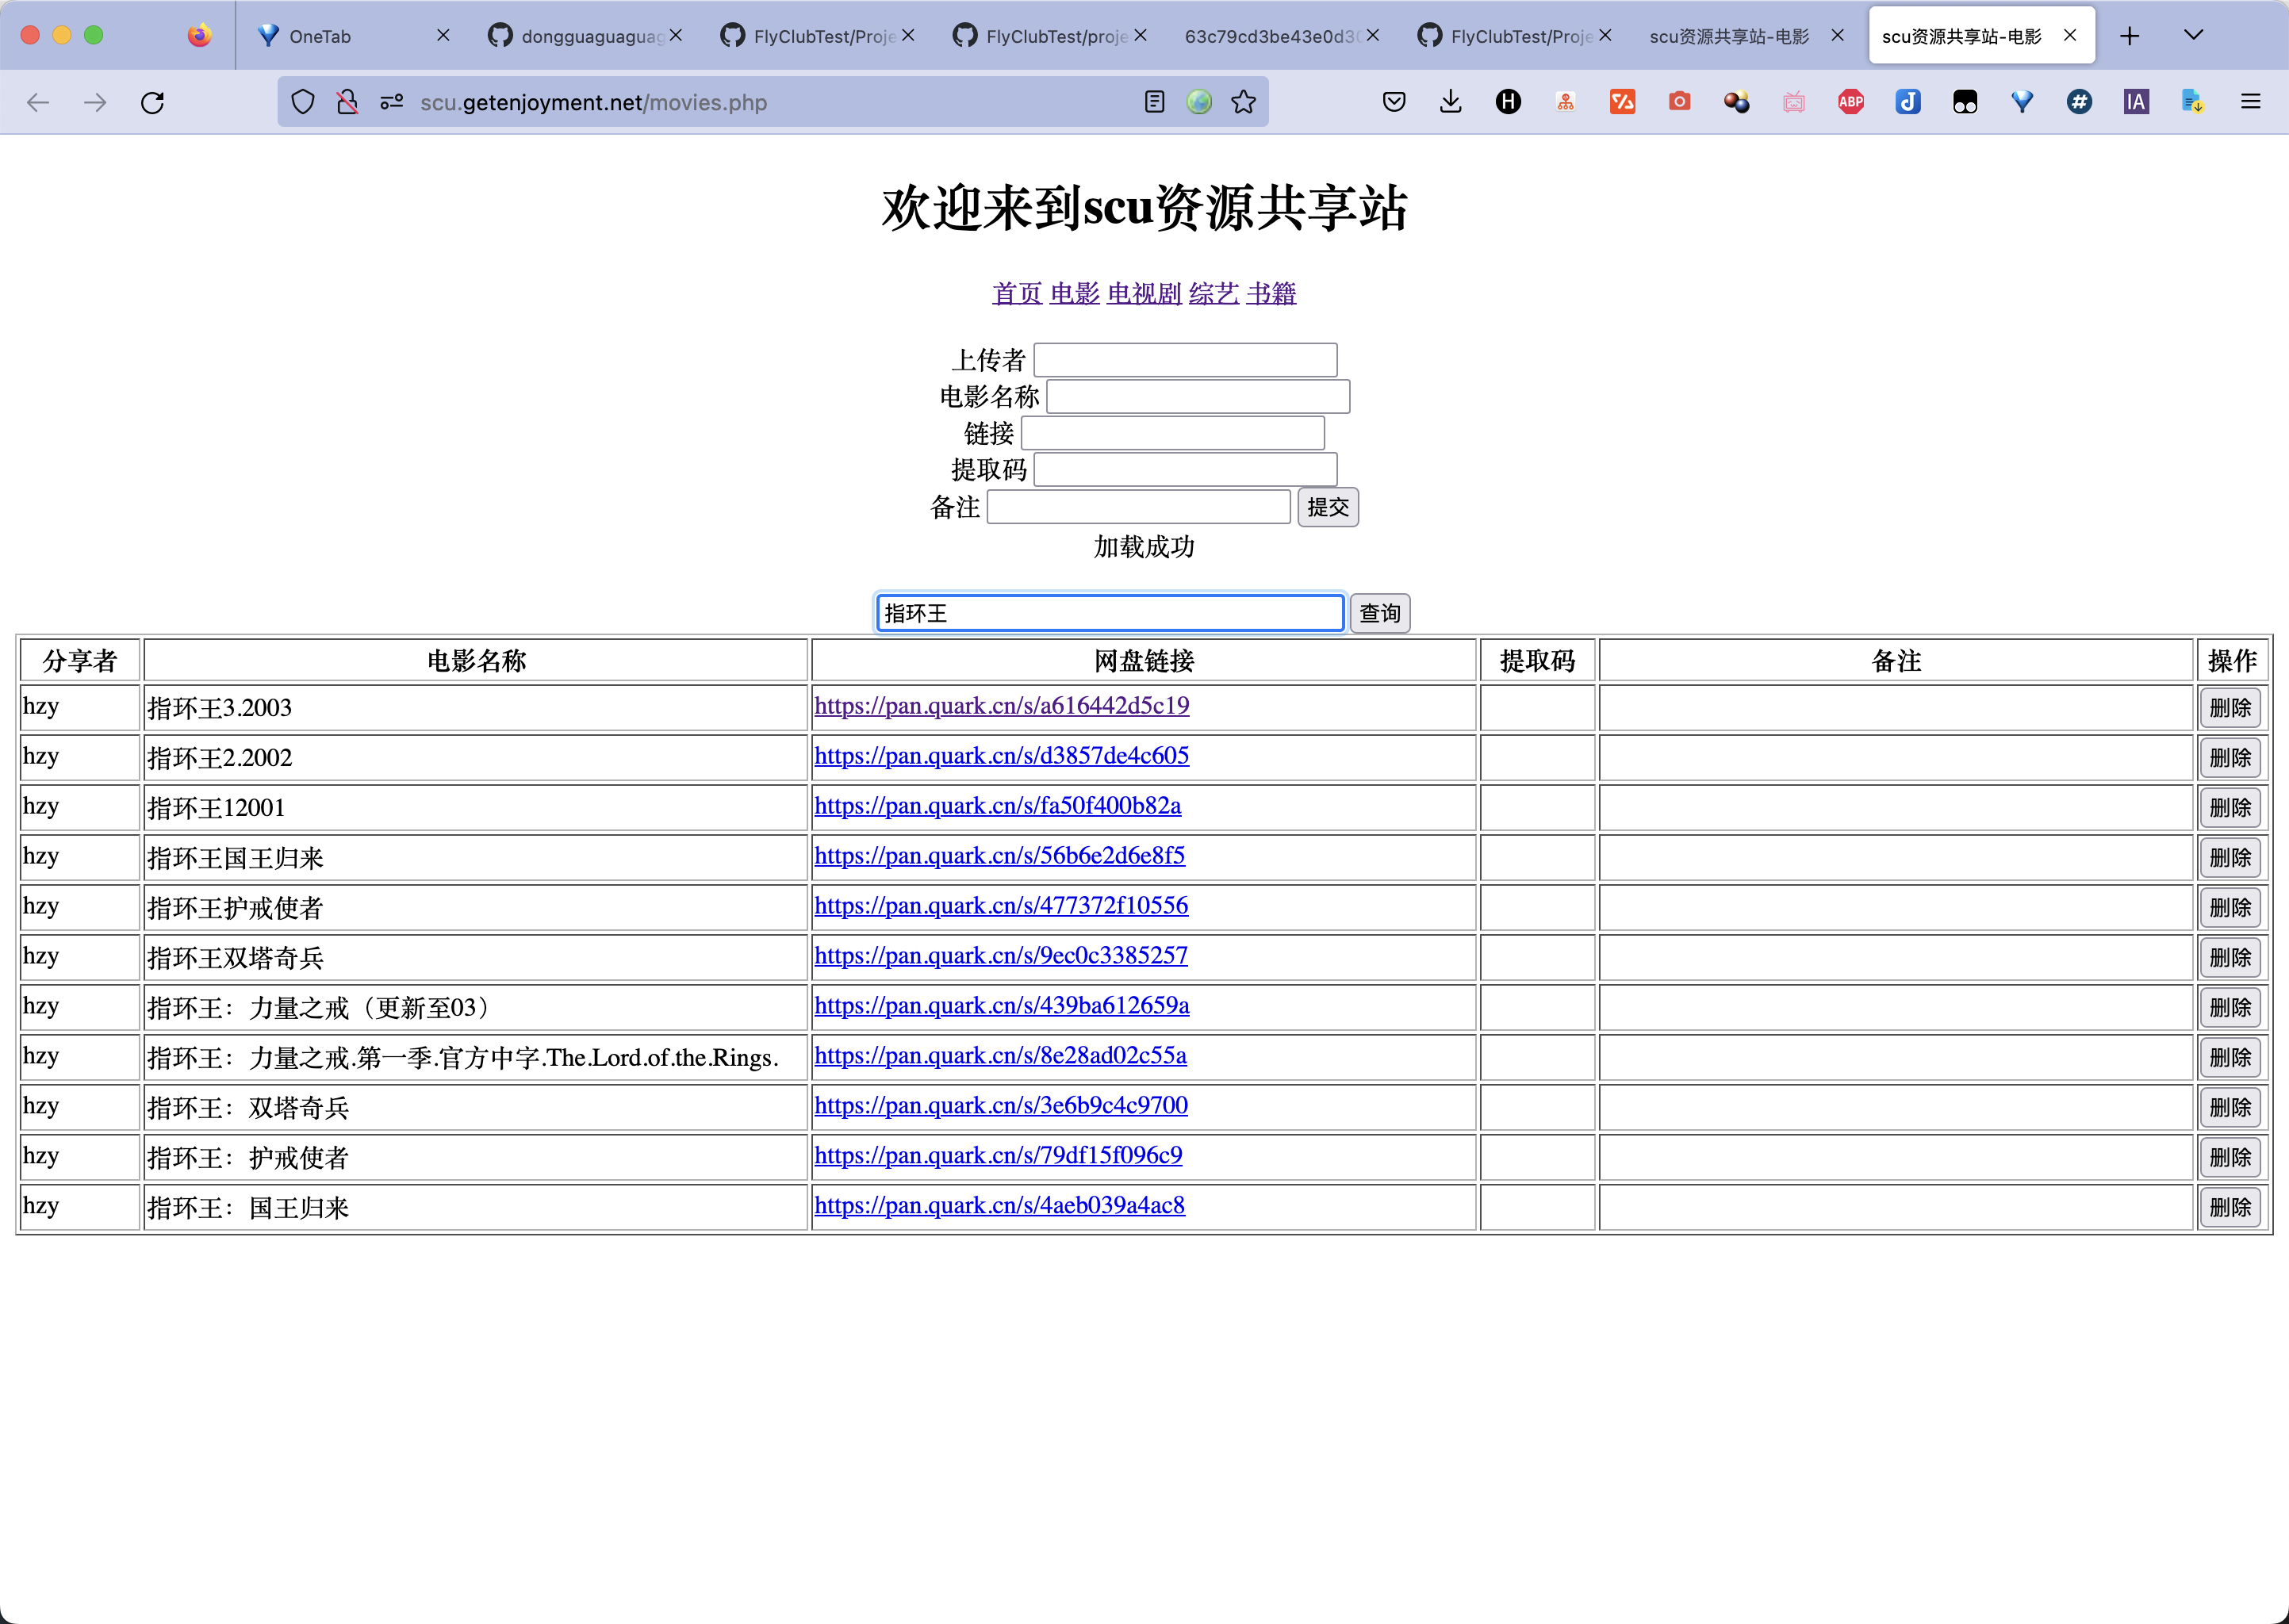 OneTab
dongguaguaguag
FlyClubTest/Proje
FlyClubTest/proje
63c79cd3be43e0d30
FlyClubTest/Proje
scu资源共享站-电影
scu资源共享站-电影
scu.getenjoyment.net/movies.php
H
ABP
#
IA
欢迎来到scu资源共享站
首页 电影 电视剧 综艺 书籍
上传者
电影名称
链接
提取码
备注 提交
加载成功
指环王 查询
分享者 电影名称 网盘链接 提取码 备注 操作
hzy 指环王3.2003 https://pan.quark.cn/s/a616442d5c19 删除
hzy 指环王2.2002 https://pan.quark.cn/s/d3857de4c605 删除
hzy 指环王12001 https://pan.quark.cn/s/fa50f400b82a 删除
hzy 指环王国王归来 https://pan.quark.cn/s/56b6e2d6e8f5 删除
hzy 指环王护戒使者 https://pan.quark.cn/s/477372f10556 删除
hzy 指环王双塔奇兵 https://pan.quark.cn/s/9ec0c3385257 删除
hzy 指环王：力量之戒（更新至03） https://pan.quark.cn/s/439ba612659a 删除
hzy 指环王：力量之戒.第一季.官方中字.The.Lord.of.the.Rings. https://pan.quark.cn/s/8e28ad02c55a 删除
hzy 指环王：双塔奇兵 https://pan.quark.cn/s/3e6b9c4c9700 删除
hzy 指环王：护戒使者 https://pan.quark.cn/s/79df15f096c9 删除
hzy 指环王：国王归来 https://pan.quark.cn/s/4aeb039a4ac8 删除